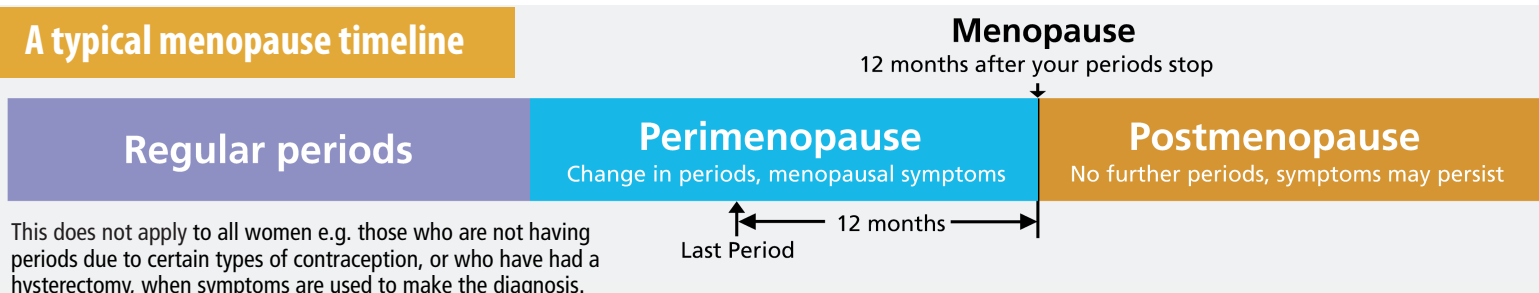 A typical menopause timeline
Menopause
12 months after your periods stop
Regular periods
Perimenopause
Change in periods, menopausal symptoms
Postmenopause
No further periods, symptoms may persist
12 months
Last Period
This does not apply to all women e.g. those who are not having
periods due to certain types of contraception, or who have had a
hysterectomy, when symptoms are used to make the diagnosis.